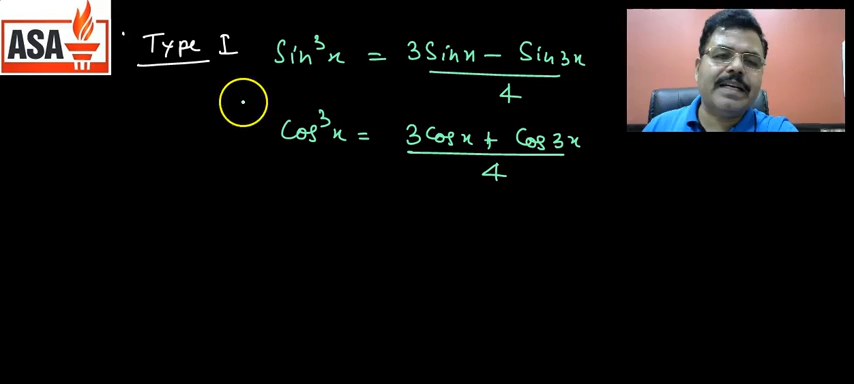 ASA
Type I
Sin³x = 3Sinx - Sin3x
4
Cos³x = 3Cosx + Cos3x
4